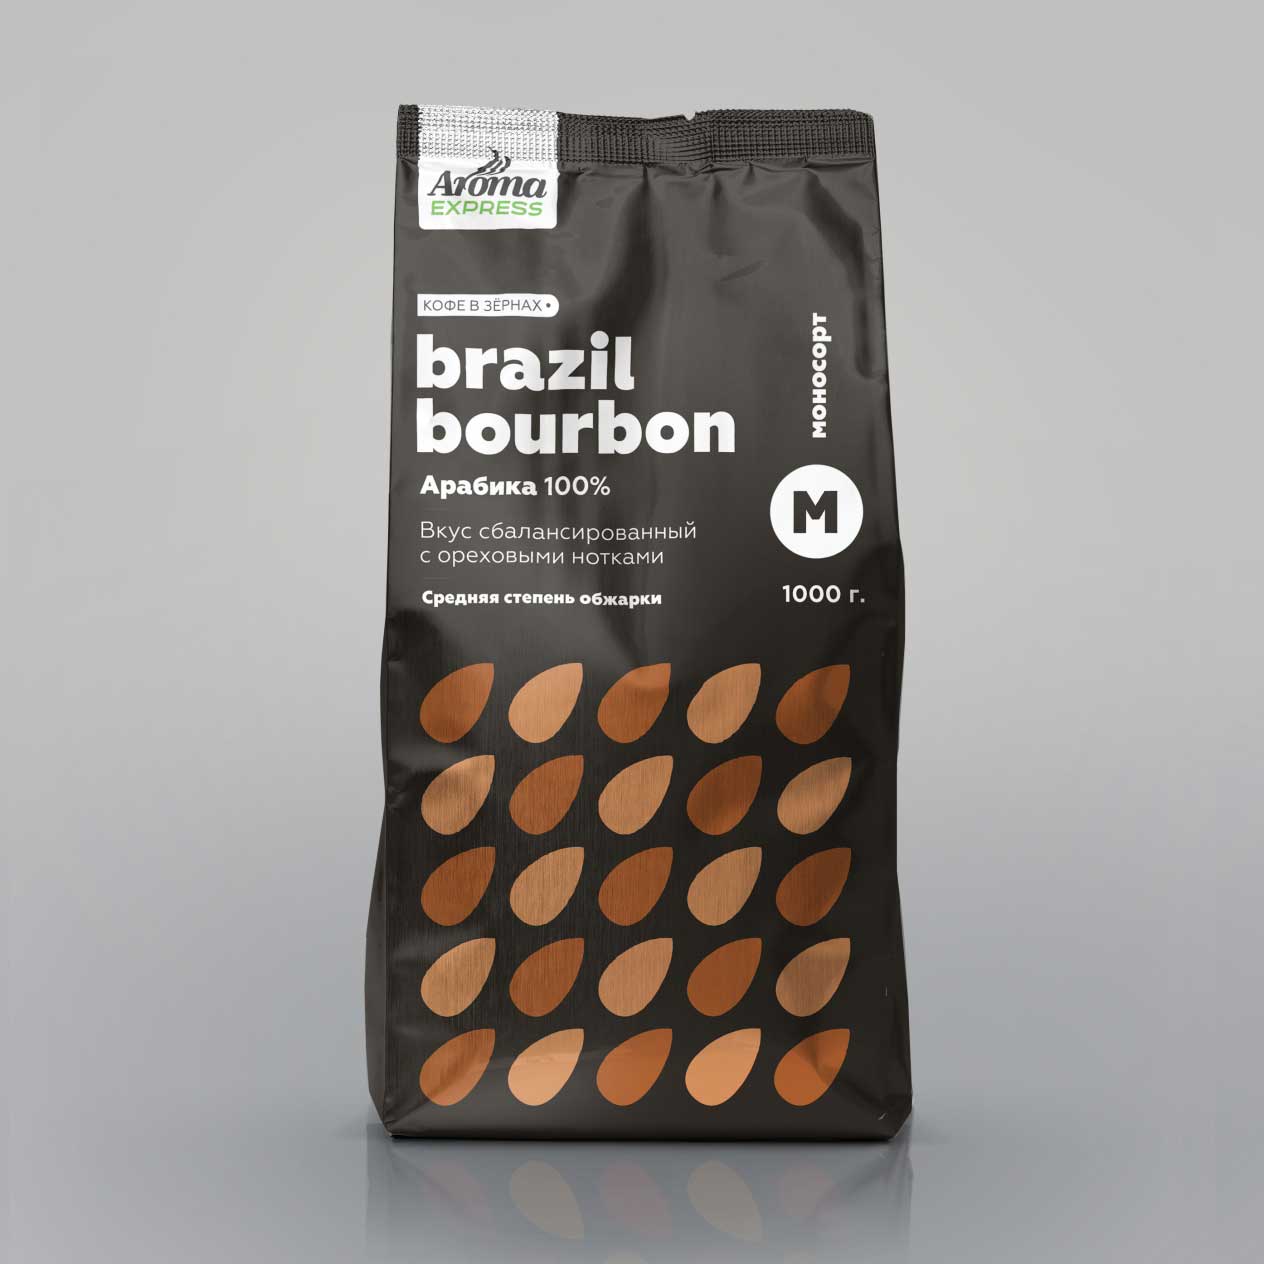 Aroma
EXPRESS
КОФЕ В ЗЁРНАХ •
brazil
bourbon
Арабика 100%
Вкус сбалансированный
с ореховыми нотками
Средняя степень обжарки
моносорт
М
1000 г.